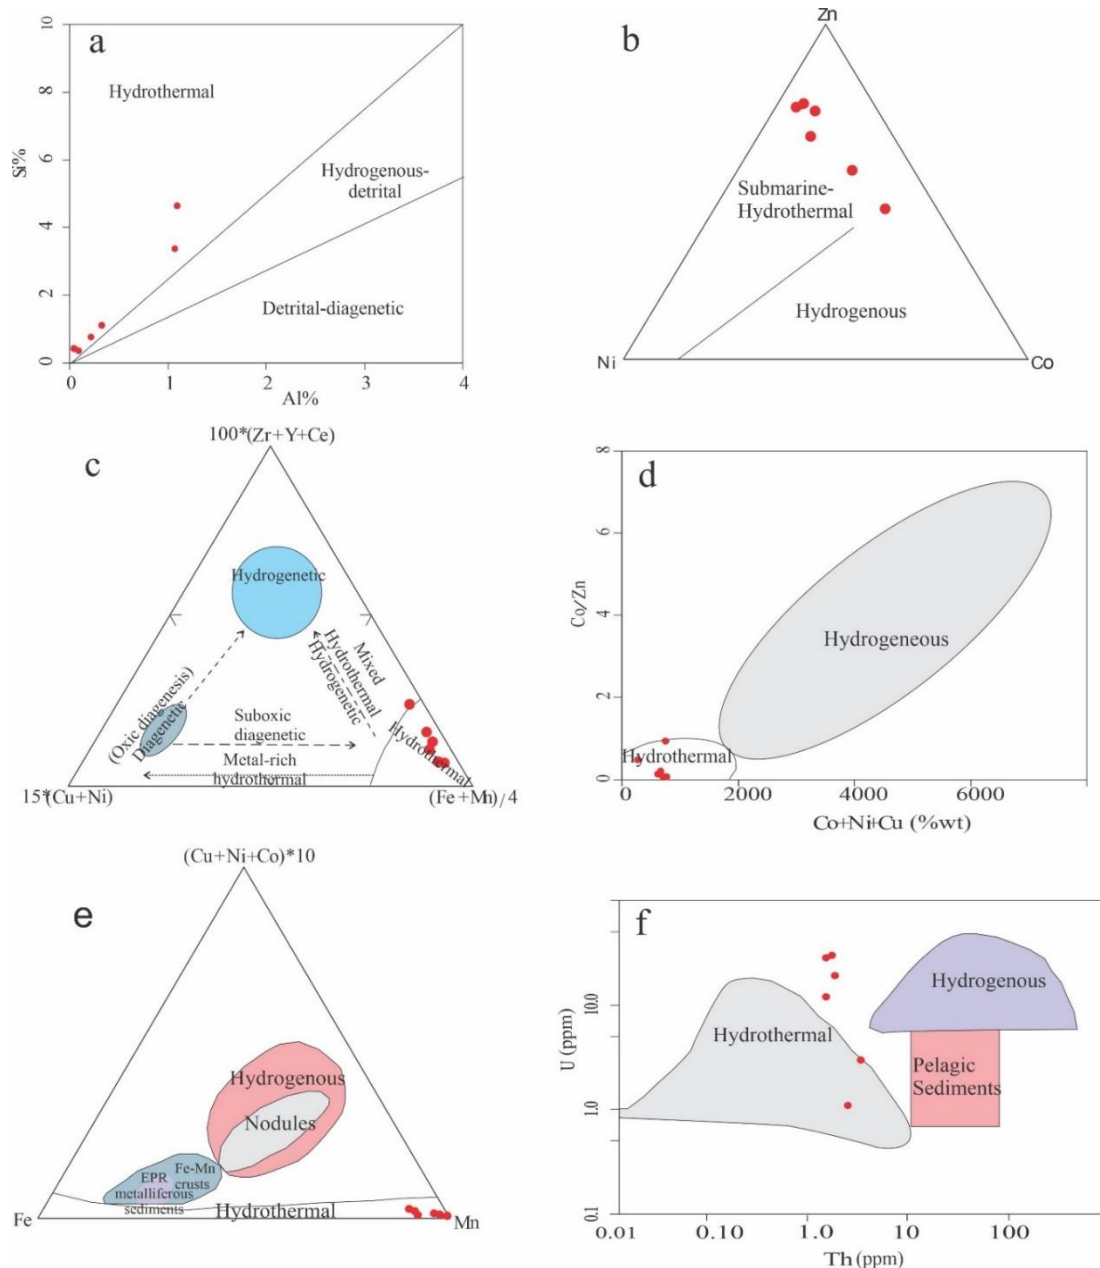 a
10
8
6
4
2
0
Si%
Hydrothermal
Hydrogenous-
detrital
Detrital-diagenetic
0
1
2
3
4
Al%
b
Zn
Submarine-
Hydrothermal
Hydrogenous
Ni
Co
c
100*(Zr+Y+Ce)
Hydrogenetic
(Oxic diagenesis)
Diagenetic
Suboxic
diagenetic
Metal-rich
hydrothermal
Mixed
Hydrothermal
Hydrogenetic
Hydrothermal
15*(Cu+Ni)
(Fe+Mn)/4
d
8
6
4
2
0
Co/Zn
Hydrogeneous
Hydrothermal
0
2000
4000
6000
Co+Ni+Cu (%wt)
e
(Cu+Ni+Co)*10
Hydrogenous
Nodules
Fe-Mn
crusts
EPR
metalliferous
sediments
Hydrothermal
Fe
Mn
f
10.0
1.0
0.1
U (ppm)
Hydrothermal
Hydrogenous
Pelagic
Sediments
0.01
0.10
1.0
10
100
Th (ppm)